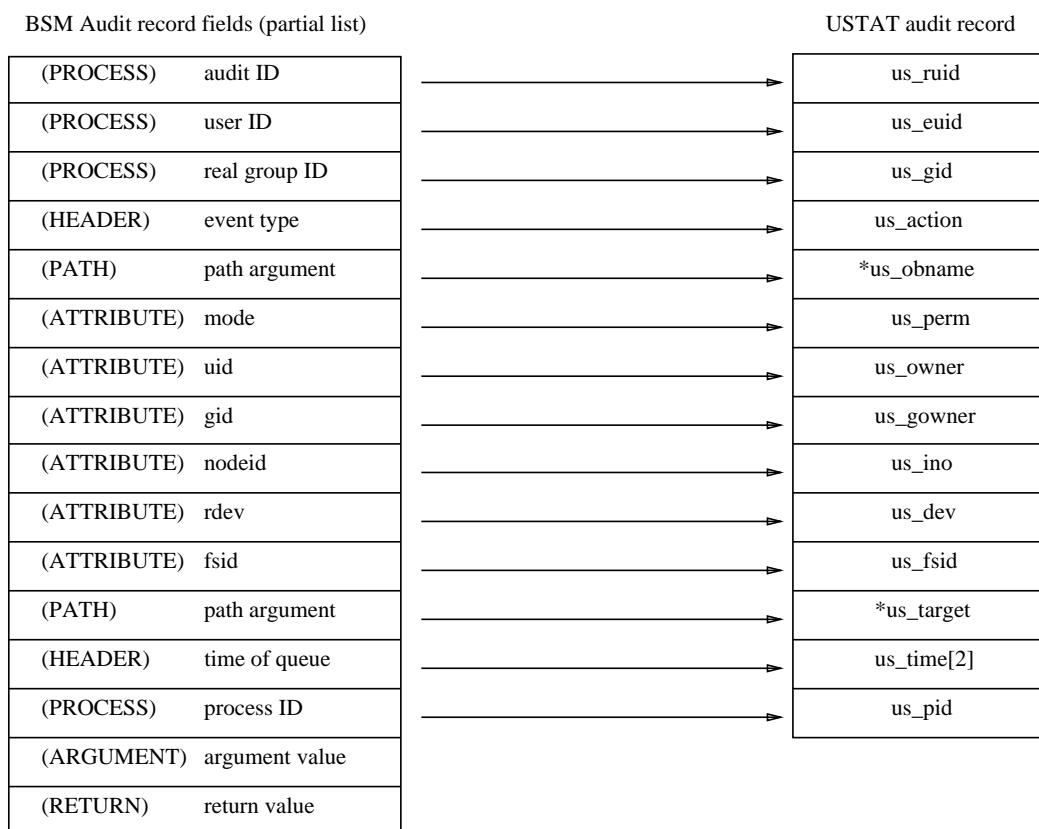 BSM Audit record fields (partial list) USTAT audit record
(PROCESS) audit ID us_ruid
(PROCESS) user ID us_euid
(PROCESS) real group ID us_gid
(HEADER) event type us_action
(PATH) path argument *us_obname
(ATTRIBUTE) mode us_perm
(ATTRIBUTE) uid us_owner
(ATTRIBUTE) gid us_gowner
(ATTRIBUTE) nodeid us_ino
(ATTRIBUTE) rdev us_dev
(ATTRIBUTE) fsid us_fsid
(PATH) path argument *us_target
(HEADER) time of queue us_time[2]
(PROCESS) process ID us_pid
(ARGUMENT) argument value
(RETURN) return value